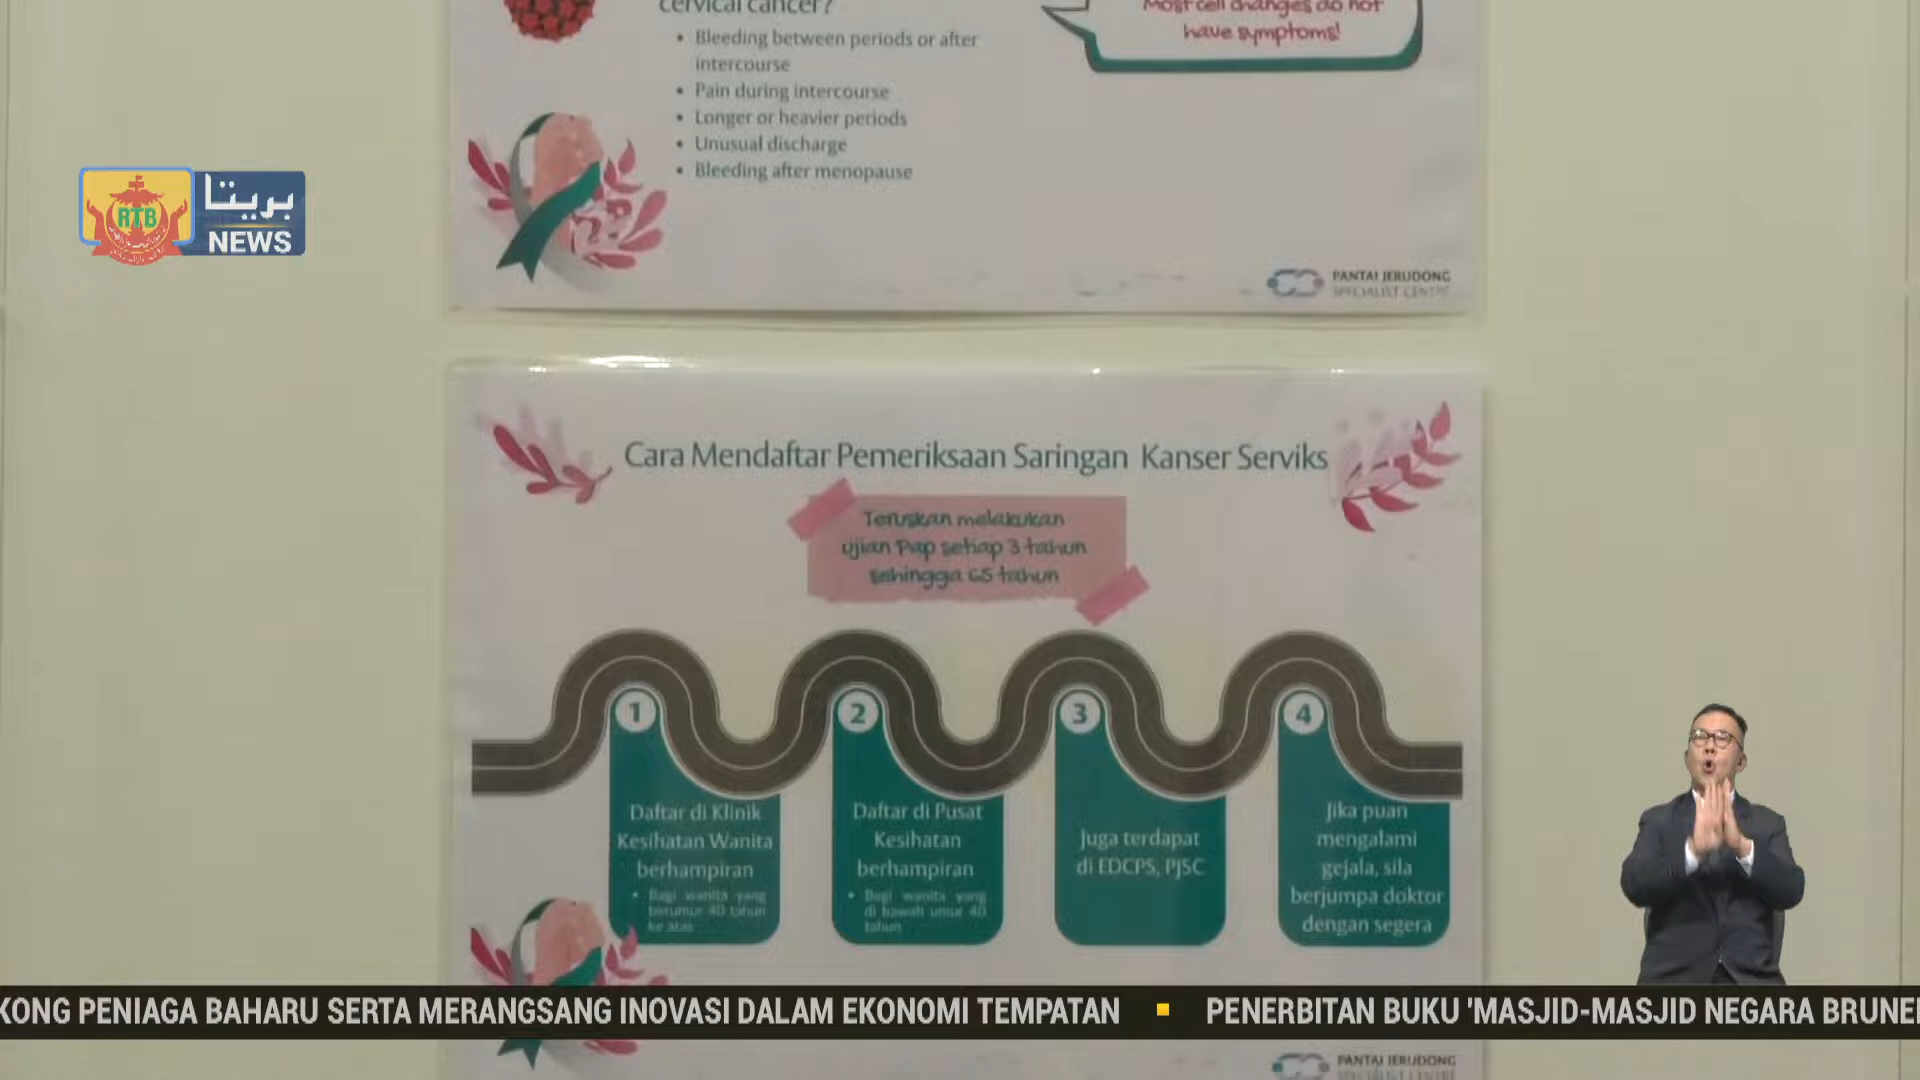 cervical cancer?
• Bleeding between periods or after
intercourse
• Pain during intercourse
• Longer or heavier periods
• Unusual discharge
• Bleeding after menopause
Most cell changes do not
have symptoms!
RTB
بريتا
NEWS
PANTAI JERUDONG
SPECIALIST CENTRE
Cara Mendaftar Pemeriksaan Saringan Kanser Serviks
Teruskan melakukan
ujian Pap setiap 3 tahun
sehingga 65 tahun
1
Daftar di Klinik
Kesihatan Wanita
berhampiran
• Bagi wanita yang
berumur 40 tahun
ke atas
2
Daftar di Pusat
Kesihatan
berhampiran
• Bagi wanita yang
di bawah umur 40
tahun
3
Juga terdapat
di EDCPS, PJSC
4
Jika puan
mengalami
gejala, sila
berjumpa doktor
dengan segera
KONG PENIAGA BAHARU SERTA MERANGSANG INOVASI DALAM EKONOMI TEMPATAN ▪ PENERBITAN BUKU 'MASJID-MASJID NEGARA BRUNEI
PANTAI JERUDONG
SPECIALIST CENTRE